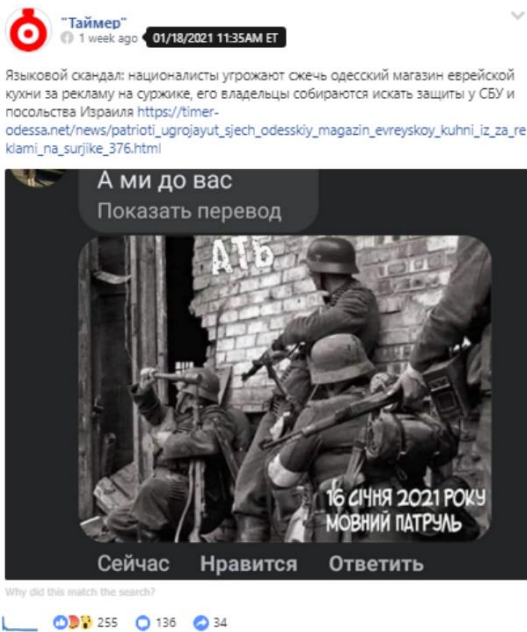 "Таймер"
1 week ago 01/18/2021 11:35AM ET
Языковой скандал: националисты угрожают сжечь одесский магазин еврейской
кухни за рекламу на суржике, его владельцы собираются искать защиты у СБУ и
посольства Израиля https://timer-
odessa.net/news/patrioti_ugrojayut_sjech_odesskiy_magazin_evreyskoy_kuhni_iz_za_re
klami_na_surjike_376.html
А ми до вас
Показать перевод
АТБ
16 СІЧНЯ 2021 РОКУ
МОВНИЙ ПАТРУЛЬ
Сейчас Нравится Ответить
Why did this match the search?
255 136 34